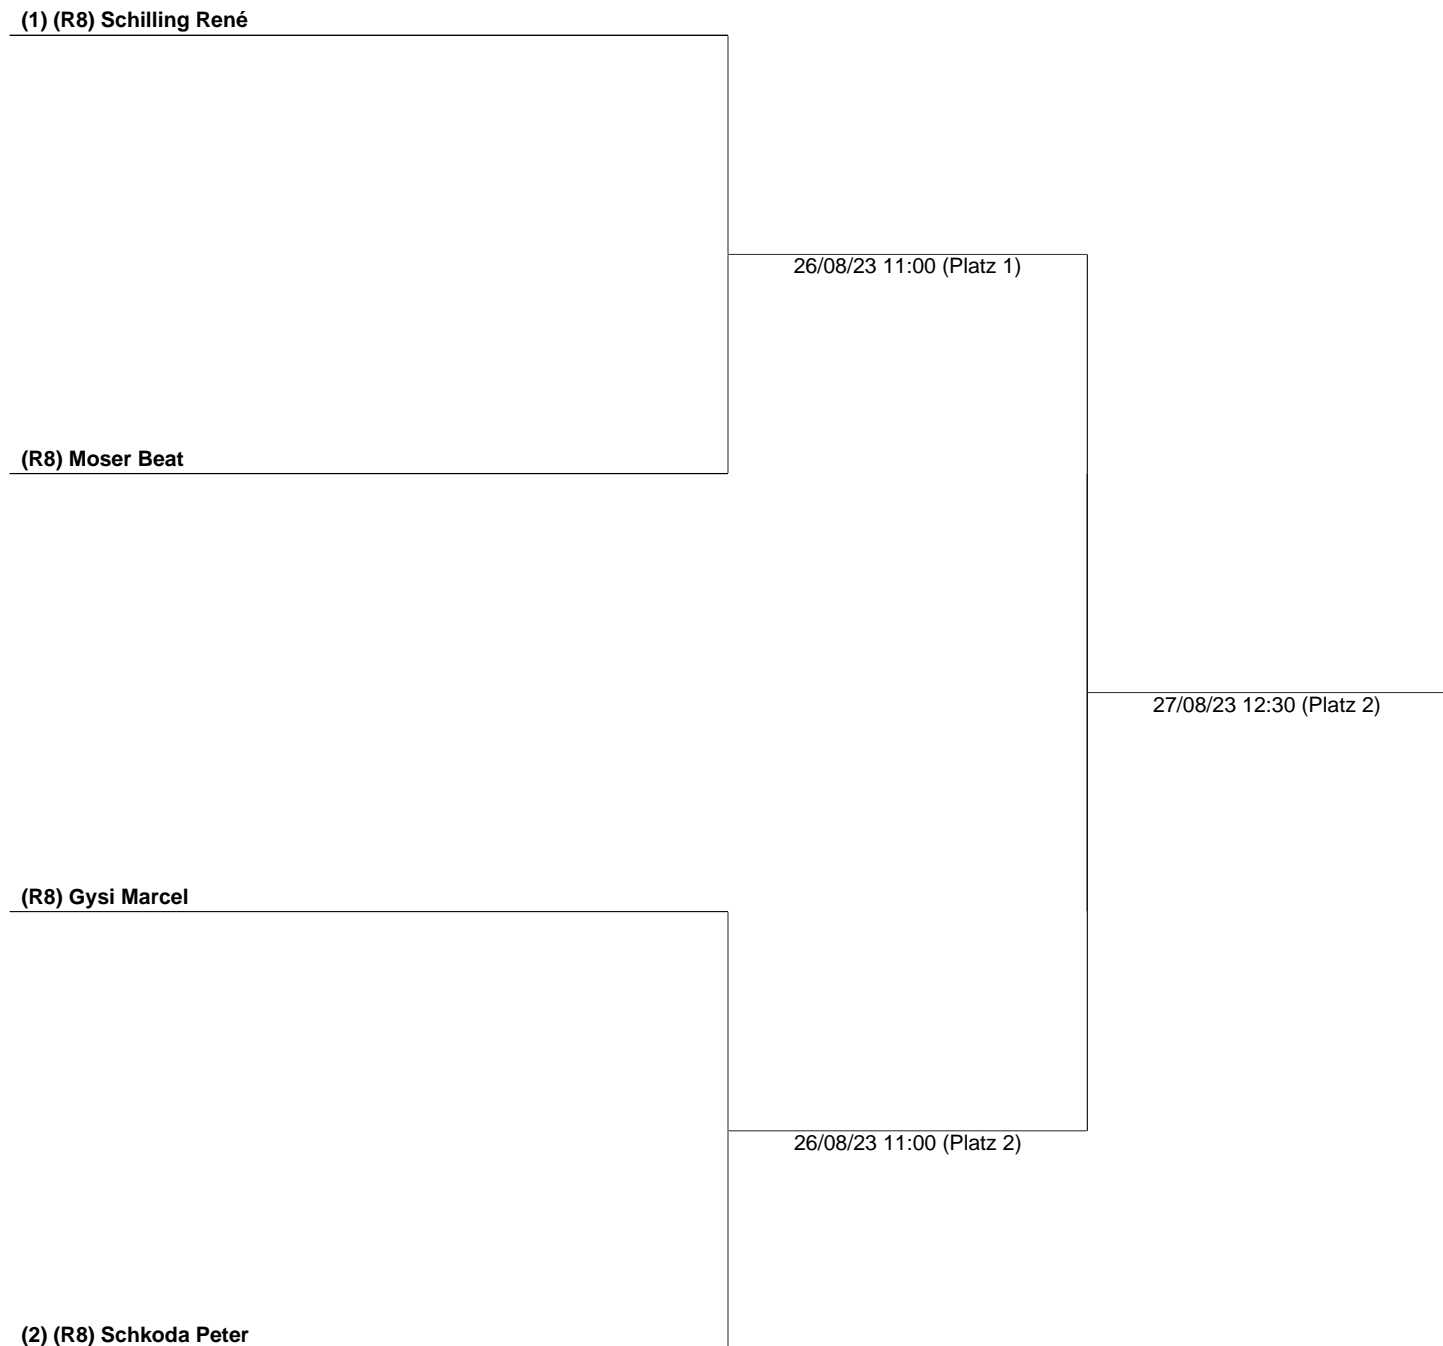 (1) (R8) Schilling René
26/08/23 11:00 (Platz 1)
(R8) Moser Beat
27/08/23 12:30 (Platz 2)
(R8) Gysi Marcel
26/08/23 11:00 (Platz 2)
(2) (R8) Schkoda Peter